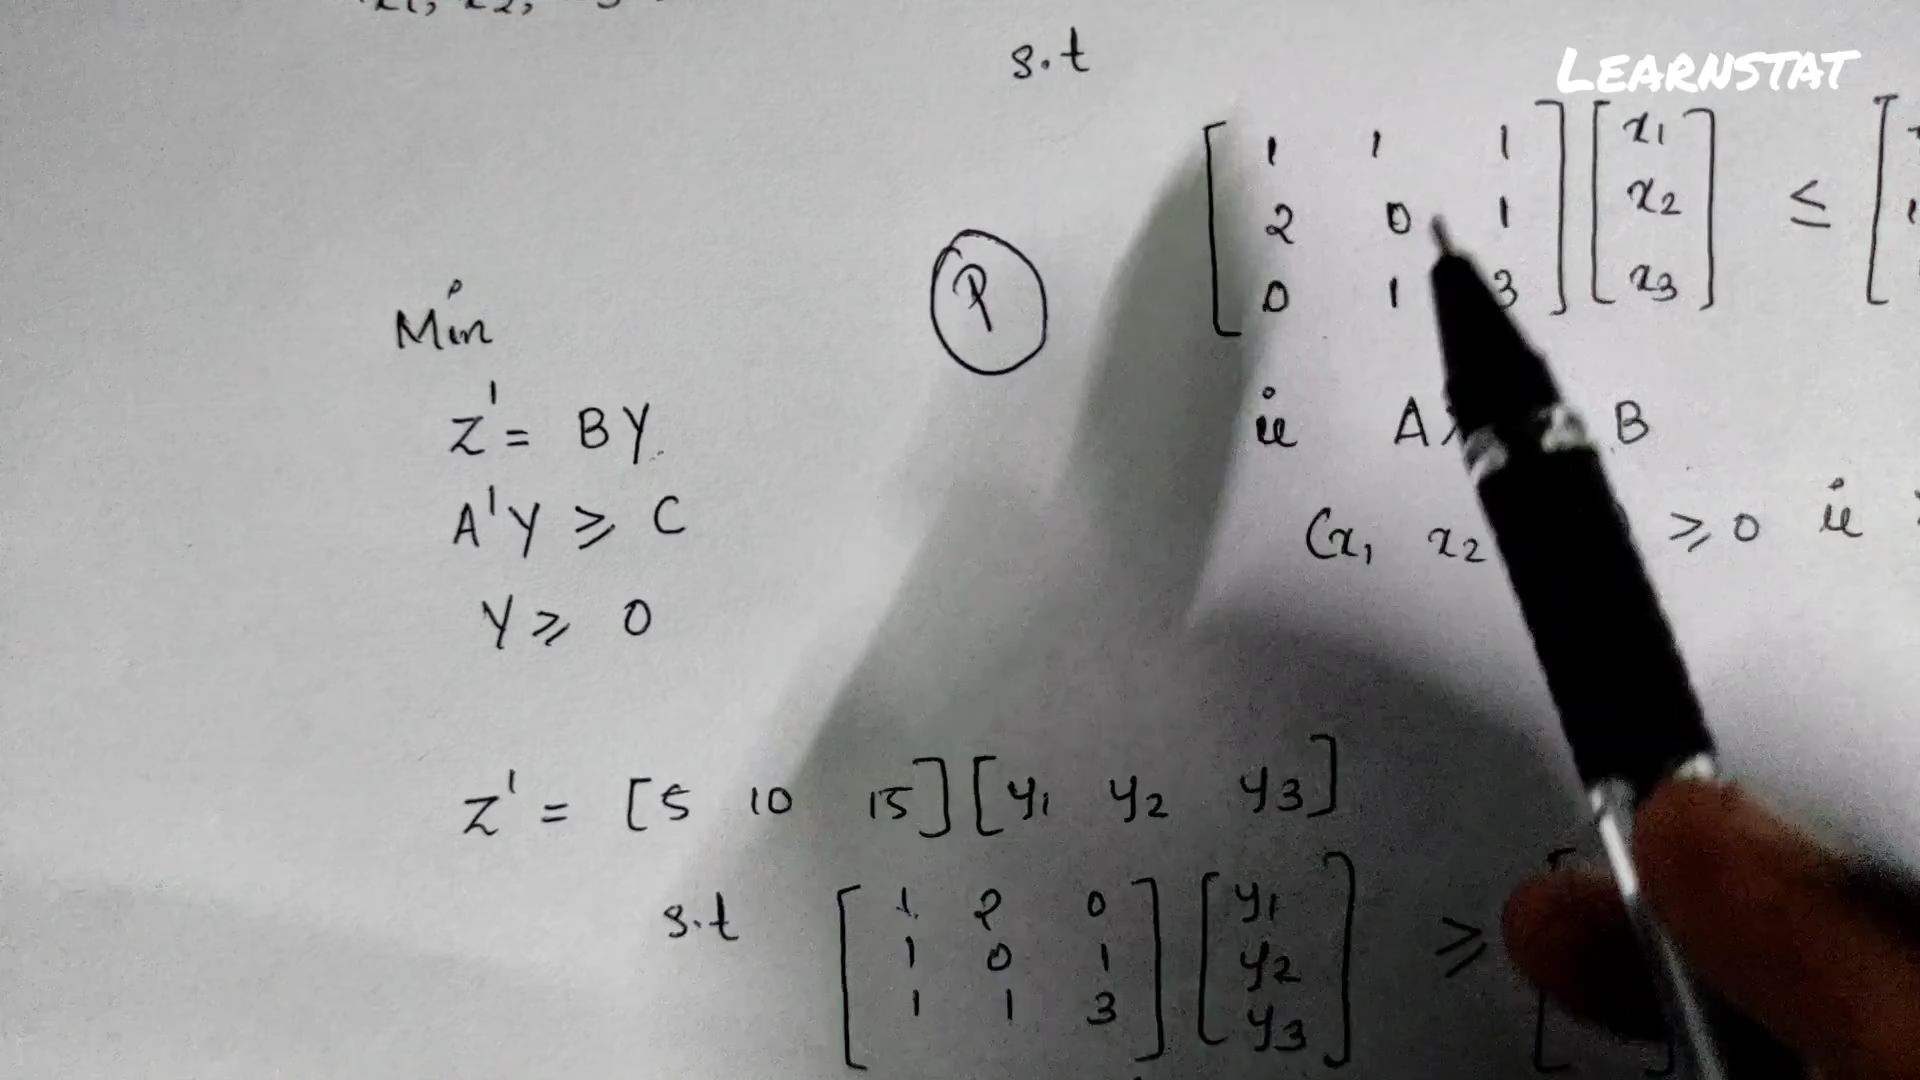 x1, x2,
s.t
LEARNSTAT
[1 1 1
2 0 1
0 1 3] [x1
x2
x3] ≤ [
P
Min
Z' = BY
A'Y ≥ C
Y ≥ 0
ie A B
(x1 x2 ≥ 0 ie
Z' = [5 10 15] [y1 y2 y3]
s.t [1 2 0
1 0 1
1 1 3] [y1
y2
y3] ≥ [